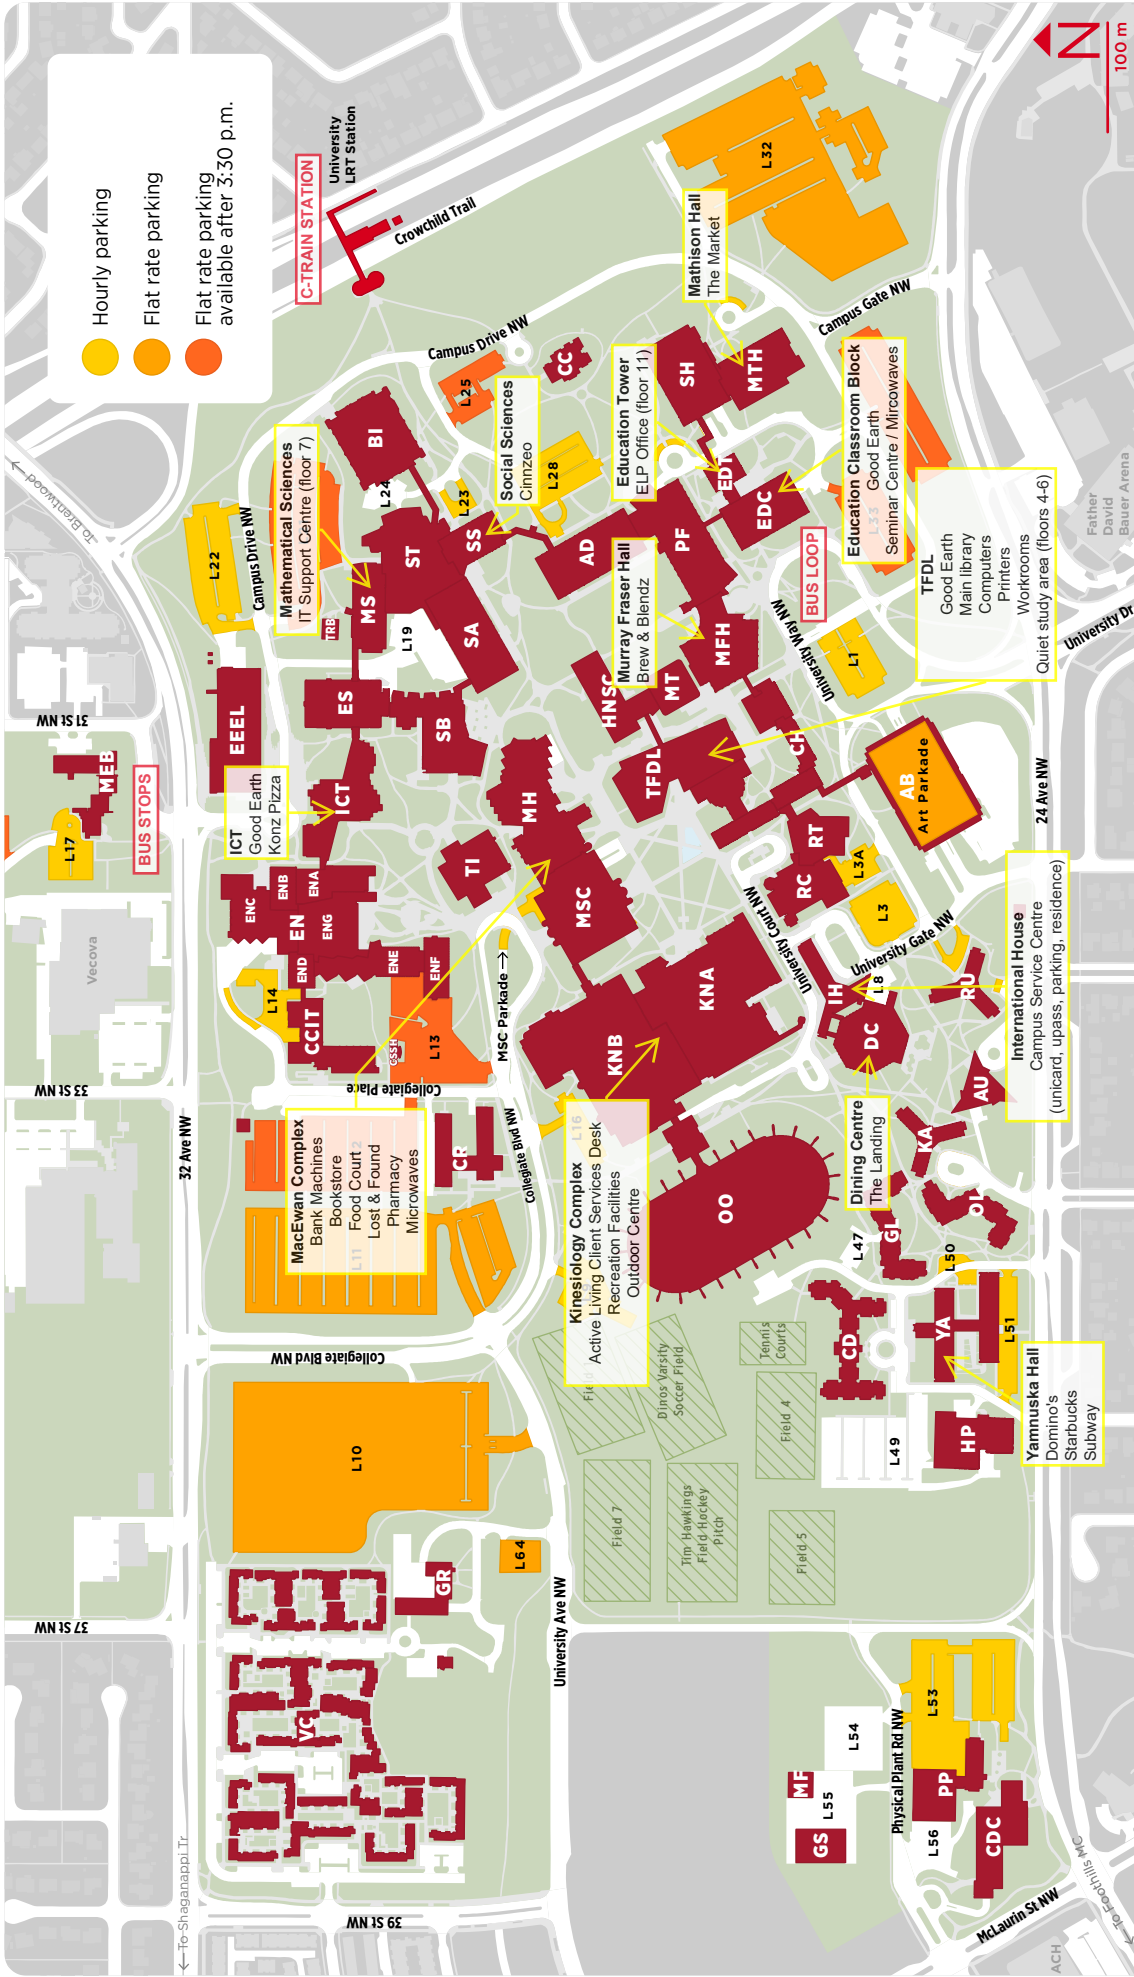 Hourly parking
Flat rate parking
Flat rate parking
available after 3:30 p.m.
N
100 m
C-TRAIN STATION
University
LRT Station
Crowchild Trail
To Brentwood
Campus Drive NW
Campus Drive NW
Campus Gate NW
31 St NW
33 St NW
37 St NW
39 St NW
32 Ave NW
← To Shaganappi Tr
24 Ave NW
University Dr
University Way NW
University Court NW
University Gate NW
University Ave NW
Collegiate Blvd NW
Collegiate Blvd NW
Collegiate Place
MSC Parkade →
Physical Plant Rd NW
McLaurin St NW
← To Foothills MC
ACH
Vecova
Father
David
Bauer Arena
BUS STOPS
BUS LOOP
Mathematical Sciences
IT Support Centre (floor 7)
Social Sciences
Cinnzeo
Education Tower
ELP Office (floor 11)
Mathison Hall
The Market
Education Classroom Block
Good Earth
Seminar Centre / Mircowaves
Murray Fraser Hall
Brew & Blendz
TFDL
Good Earth
Main library
Computers
Printers
Workrooms
Quiet study area (floors 4-6)
ICT
Good Earth
Konz Pizza
MacEwan Complex
Bank Machines
Bookstore
Food Court
Lost & Found
Pharmacy
Microwaves
Kinesiology Complex
Active Living Client Services Desk
Recreation Facilities
Outdoor Centre
Dining Centre
The Landing
International House
Campus Service Centre
(unicard, upass, parking, residence)
Yamnuska Hall
Domino's
Starbucks
Subway
MEB
L17
L22
EEEL
TRB
MS
ES
ICT
BI
L24
ST
L19
SA
SB
SS
L23
L25
L28
CC
AD
PF
EDT
EDC
SH
MTH
L32
L33
HNSC
MT
MFH
TFDL
CH
L1
AB
Art Parkade
MH
TI
MSC
RT
RC
L3A
L3
ENC
ENB
ENA
EN
ENG
END
ENE
ENF
L14
CCIT
GSSH
L13
CR
L11
2
L16
KNB
KNA
OO
IH
L8
DC
RU
AU
KA
OL
GL
L47
L50
L51
YA
CD
HP
L49
Tennis
Courts
Field
Dinos Varsity
Soccer Field
Field 4
Field 7
Tim Hawkings
Field Hockey
Pitch
Field 5
L10
L64
GR
VC
L53
L54
L55
L56
MF
GS
PP
CDC